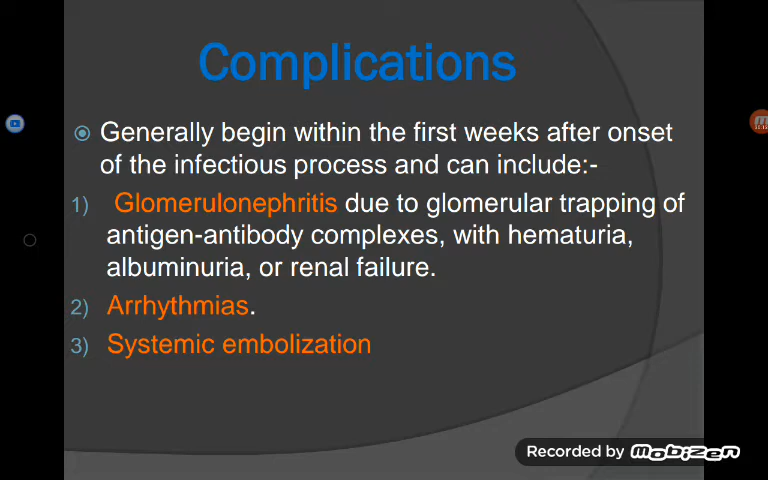 Complications
Generally begin within the first weeks after onset
of the infectious process and can include:-
1) Glomerulonephritis due to glomerular trapping of
antigen-antibody complexes, with hematuria,
albuminuria, or renal failure.
2) Arrhythmias.
3) Systemic embolization
Recorded by Mobizen